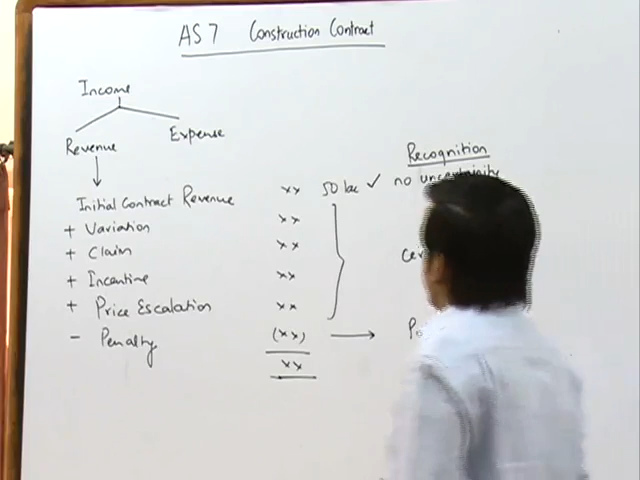 AS 7 Construction Contract
Income
Revenue Expense
Recognition
Initial Contract Revenue xx 50 lac ✓ no uncertainity
+ Variation xx
+ Claim xx
+ Incentive xx
+ Price Escalation xx
- Penalty (xx)
xx